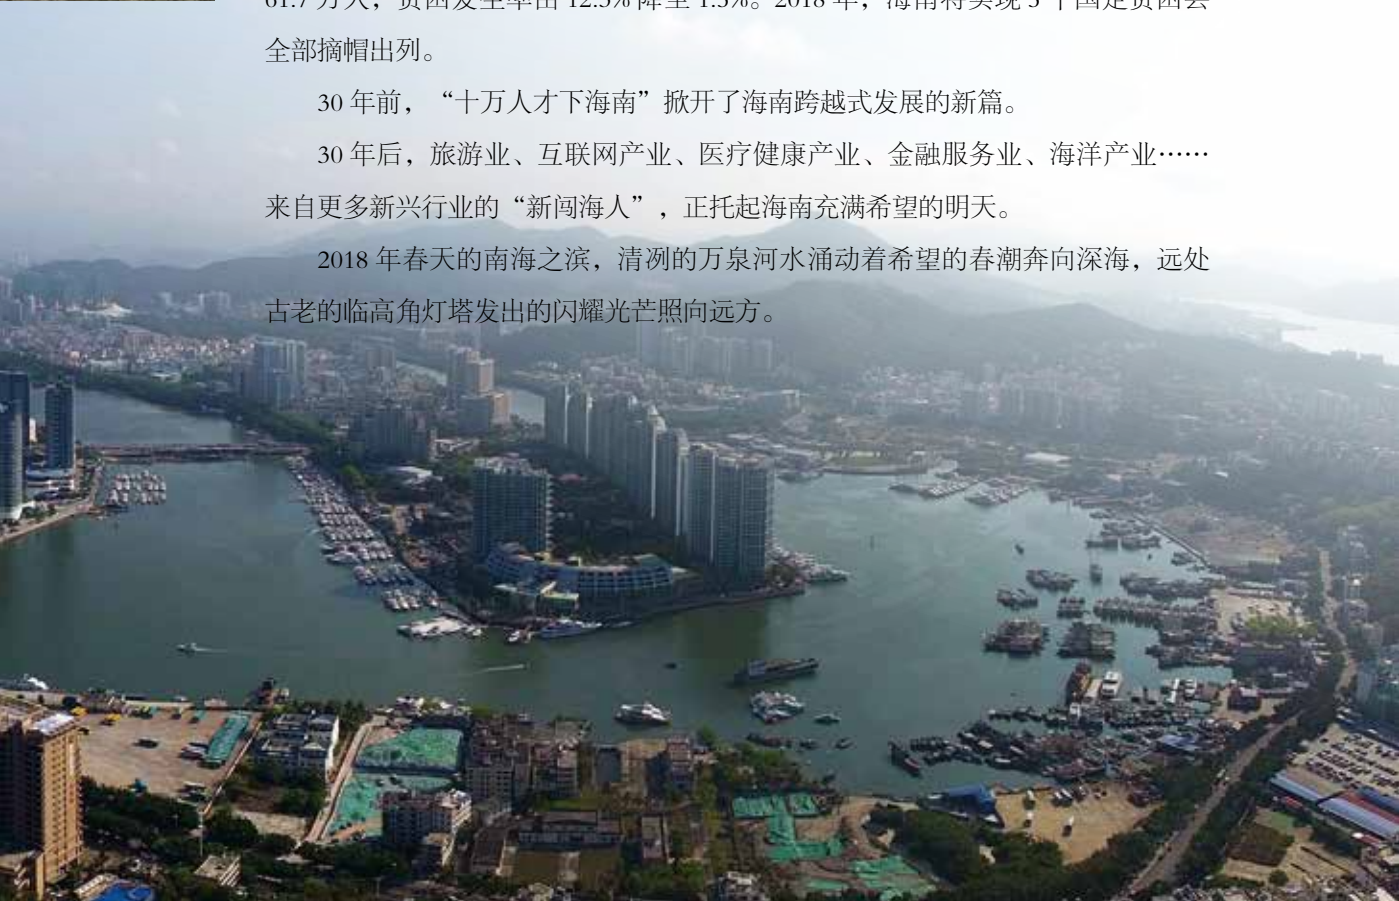 全部摘帽出列。
30 年前，“十万人才下海南”掀开了海南跨越式发展的新篇。
30 年后，旅游业、互联网产业、医疗健康产业、金融服务业、海洋产业……
来自更多新兴行业的“新闯海人”，正托起海南充满希望的明天。
2018 年春天的南海之滨，清冽的万泉河水涌动着希望的春潮奔向深海，远处
古老的临高角灯塔发出的闪耀光芒照向远方。